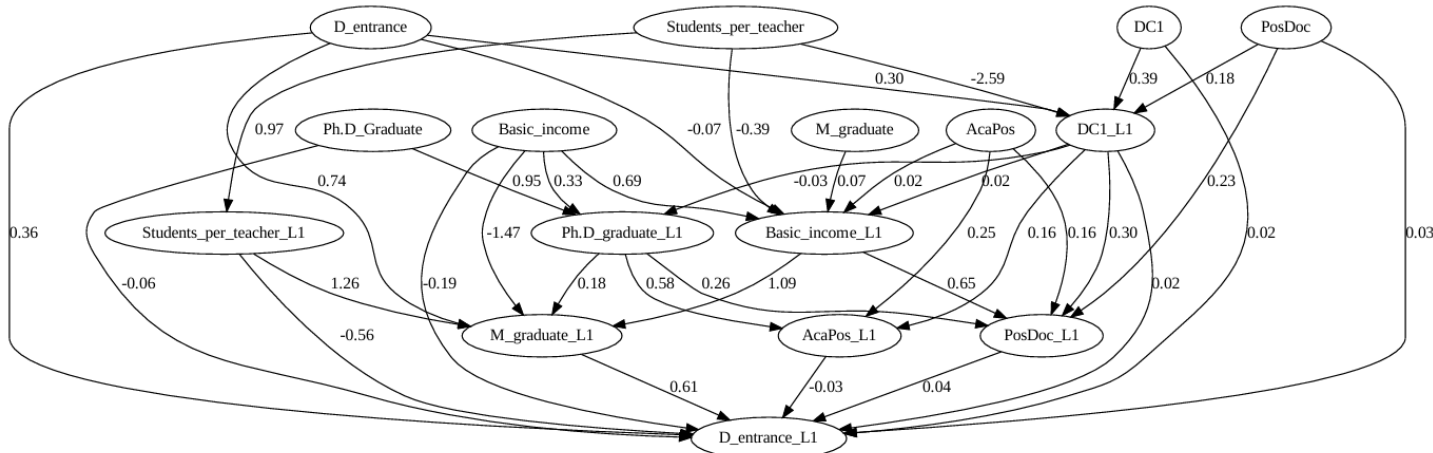 D_entrance Students_per_teacher DC1 PosDoc
0.30 -2.59 0.39 0.18
0.97 Ph.D_Graduate Basic_income -0.07 -0.39 M_graduate AcaPos DC1_L1
0.74 0.95 0.33 0.69 -0.03 0.07 0.02 0.02 0.23
0.36 Students_per_teacher_L1 -1.47 Ph.D_graduate_L1 Basic_income_L1 0.25 0.16 0.16 0.30 0.02 0.03
-0.06 1.26 -0.19 0.18 0.58 0.26 1.09 0.65 0.02
-0.56 M_graduate_L1 AcaPos_L1 PosDoc_L1
0.61 -0.03 0.04
D_entrance_L1